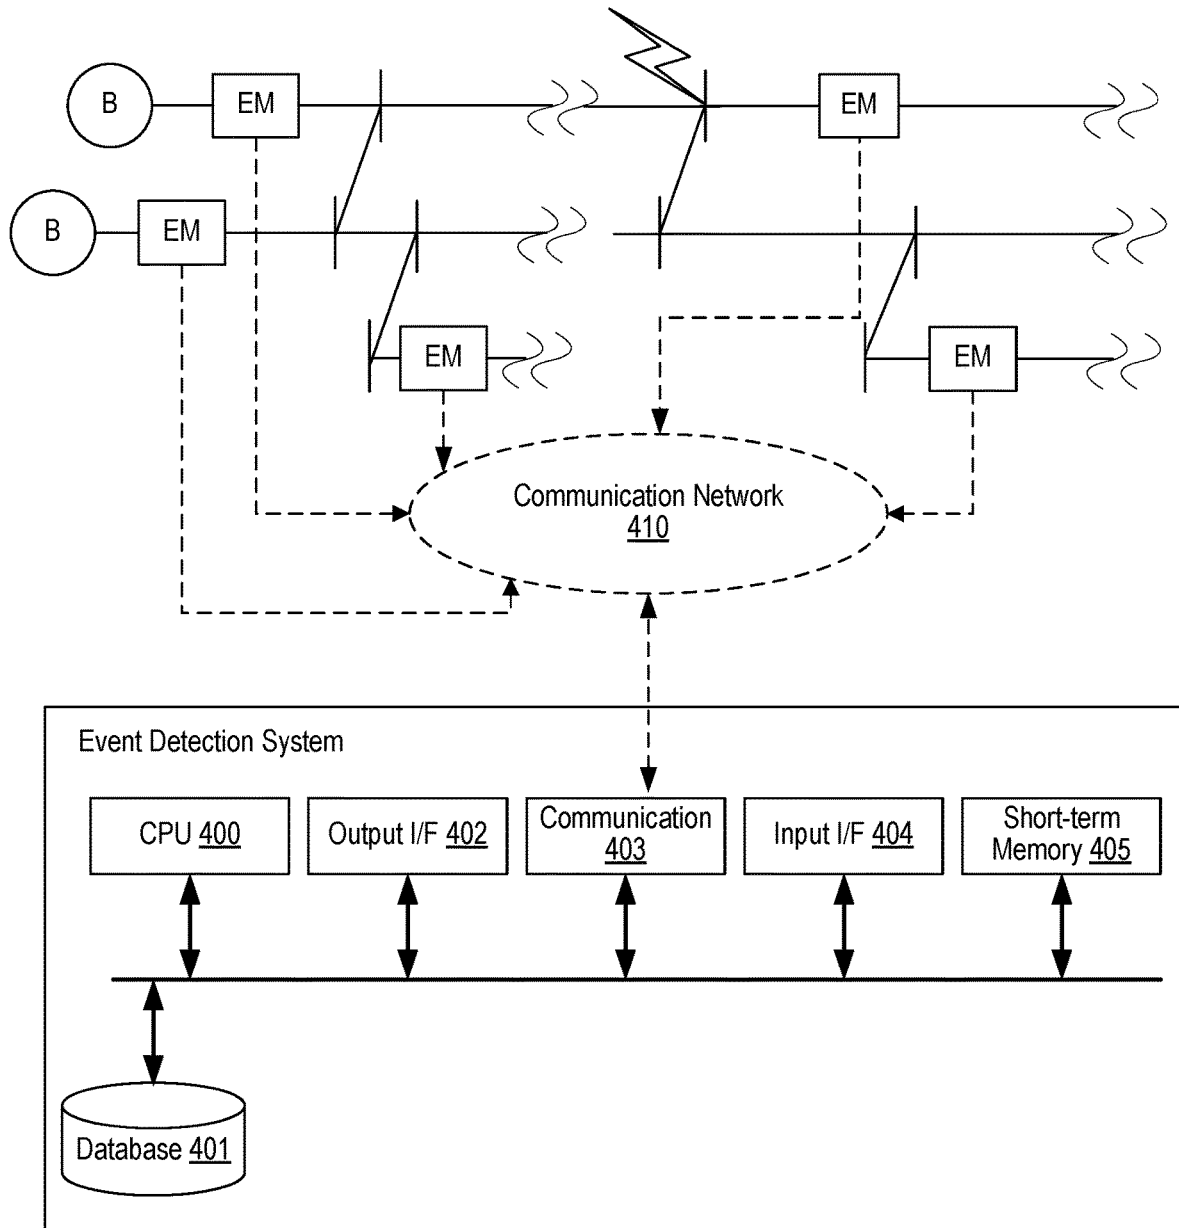 B
EM
EM
B
EM
EM
EM
Communication Network
410
Event Detection System
CPU 400
Output I/F 402
Communication
403
Input I/F 404
Short-term
Memory 405
Database 401